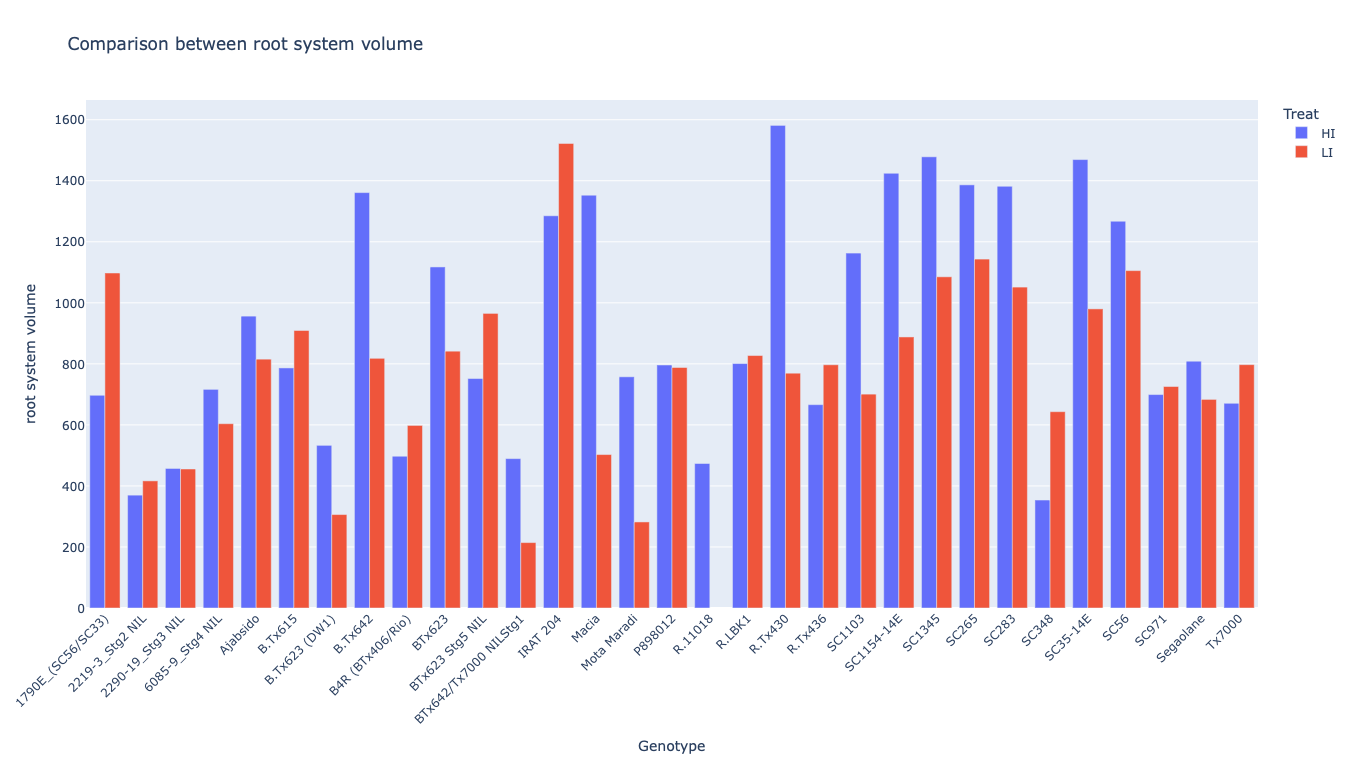 Comparison between root system volume
Treat
HI
LI
1600
1400
1200
1000
800
600
400
200
0
root system volume
1790E_(SC56/SC33)
2219-3_Stg2 NIL
2290-19_Stg3 NIL
6085-9_Stg4 NIL
Ajabsido
B.Tx615
B.Tx623 (DW1)
B.Tx642
B4R (BTx406/Rio)
BTx623
BTx623 Stg5 NIL
BTx642/Tx7000 NILStg1
IRAT 204
Macia
Mota Maradi
PB98012
R.11018
R.LBK1
R.Tx430
R.Tx436
SC1103
SC1154-14E
SC1345
SC265
SC283
SC348
SC35-14E
SC56
SC971
Segaolane
Tx7000
Genotype